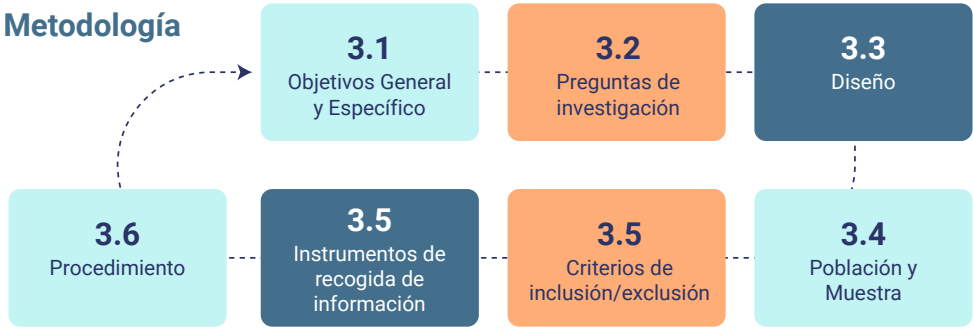 Metodología
3.1
Objetivos General
y Específico
3.2
Preguntas de
investigación
3.3
Diseño
3.6
Procedimiento
3.5
Instrumentos de
recogida de
información
3.5
Criterios de
inclusión/exclusión
3.4
Población y
Muestra